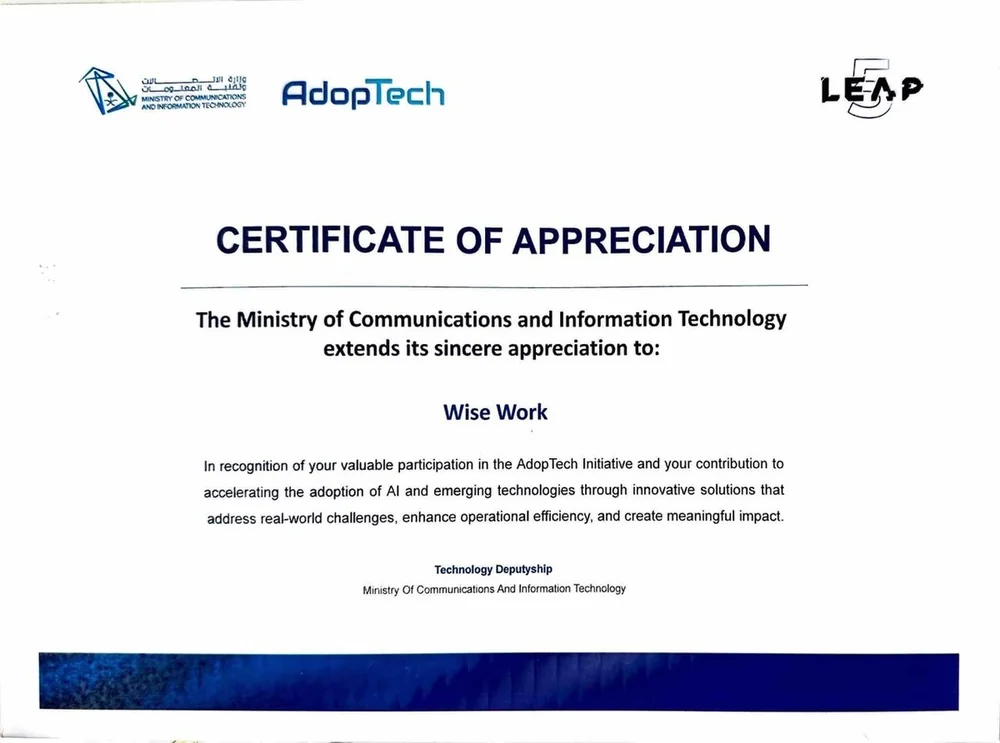 وزارة الاتصالات
وتقنية المعلومات
MINISTRY OF COMMUNICATIONS
AND INFORMATION TECHNOLOGY
AdopTech
LEAP
5
CERTIFICATE OF APPRECIATION
The Ministry of Communications and Information Technology
extends its sincere appreciation to:
Wise Work
In recognition of your valuable participation in the AdopTech Initiative and your contribution to
accelerating the adoption of AI and emerging technologies through innovative solutions that
address real-world challenges, enhance operational efficiency, and create meaningful impact.
Technology Deputyship
Ministry Of Communications And Information Technology